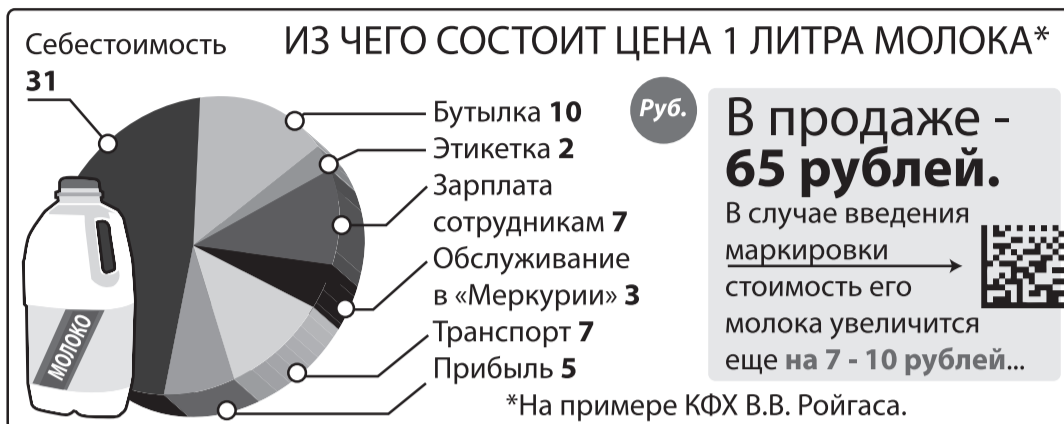 ИЗ ЧЕГО СОСТОИТ ЦЕНА 1 ЛИТРА МОЛОКА*
Себестоимость
31
Бутылка 10
Этикетка 2
Зарплата
сотрудникам 7
Обслуживание
в «Меркурии» 3
Транспорт 7
Прибыль 5
МОЛОКО
Руб.
В продаже -
65 рублей.
В случае введения
маркировки
стоимость его
молока увеличится
еще на 7 - 10 рублей...
*На примере КФХ В.В. Ройгаса.